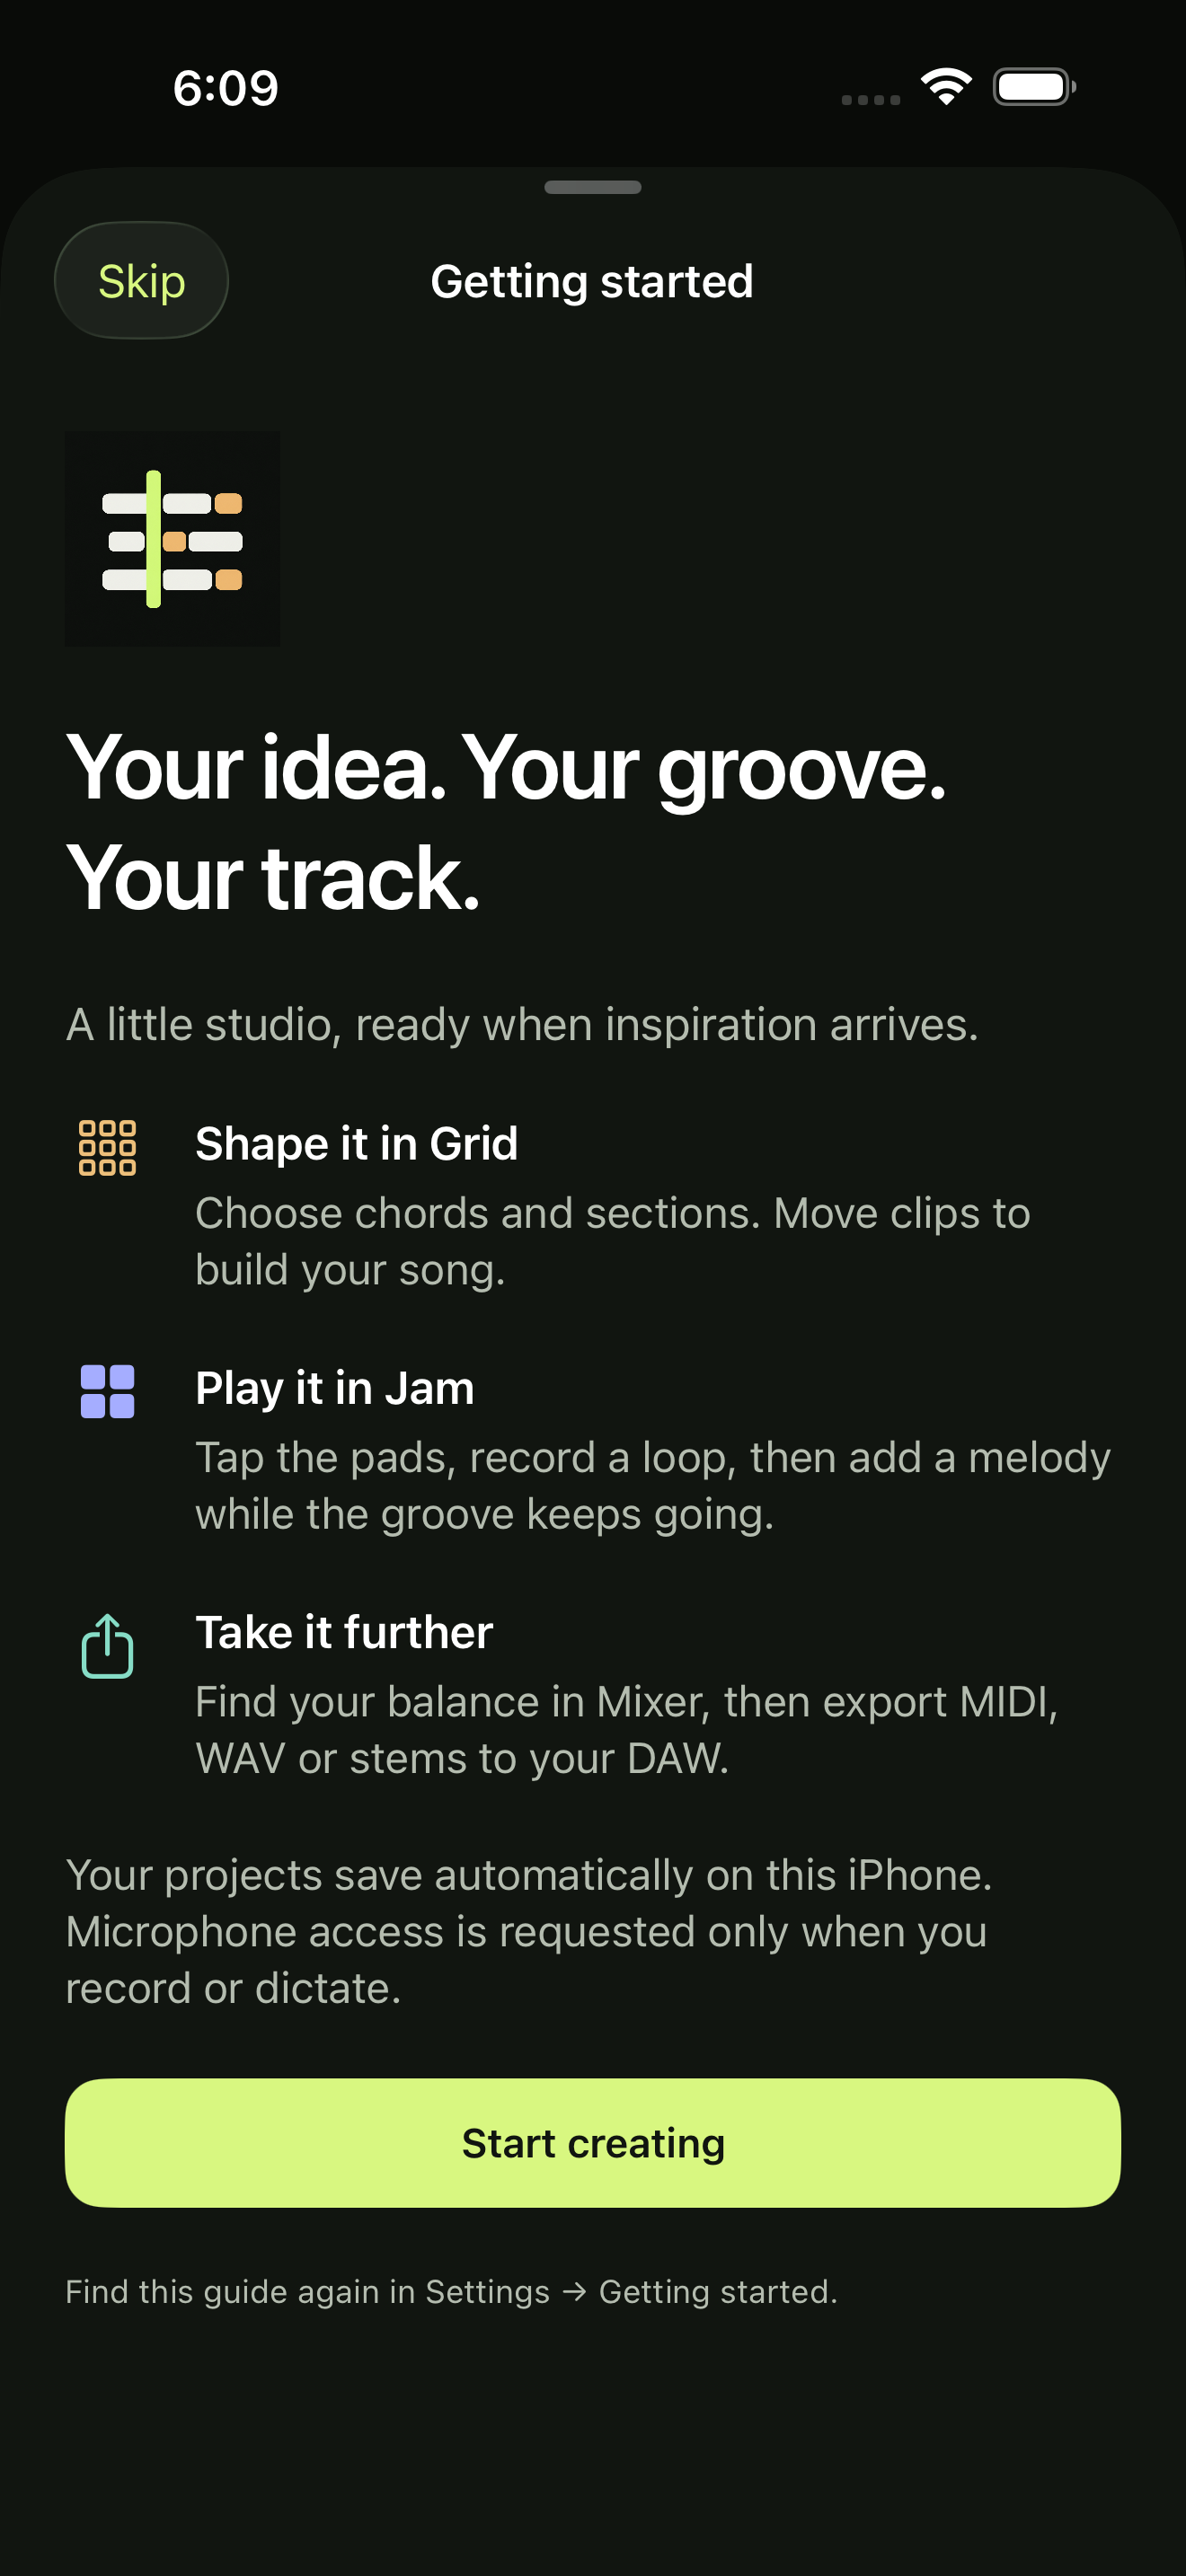 6:09
Skip
Getting started
Your idea. Your groove.
Your track.
A little studio, ready when inspiration arrives.
Shape it in Grid
Choose chords and sections. Move clips to
build your song.
Play it in Jam
Tap the pads, record a loop, then add a melody
while the groove keeps going.
Take it further
Find your balance in Mixer, then export MIDI,
WAV or stems to your DAW.
Your projects save automatically on this iPhone.
Microphone access is requested only when you
record or dictate.
Start creating
Find this guide again in Settings → Getting started.